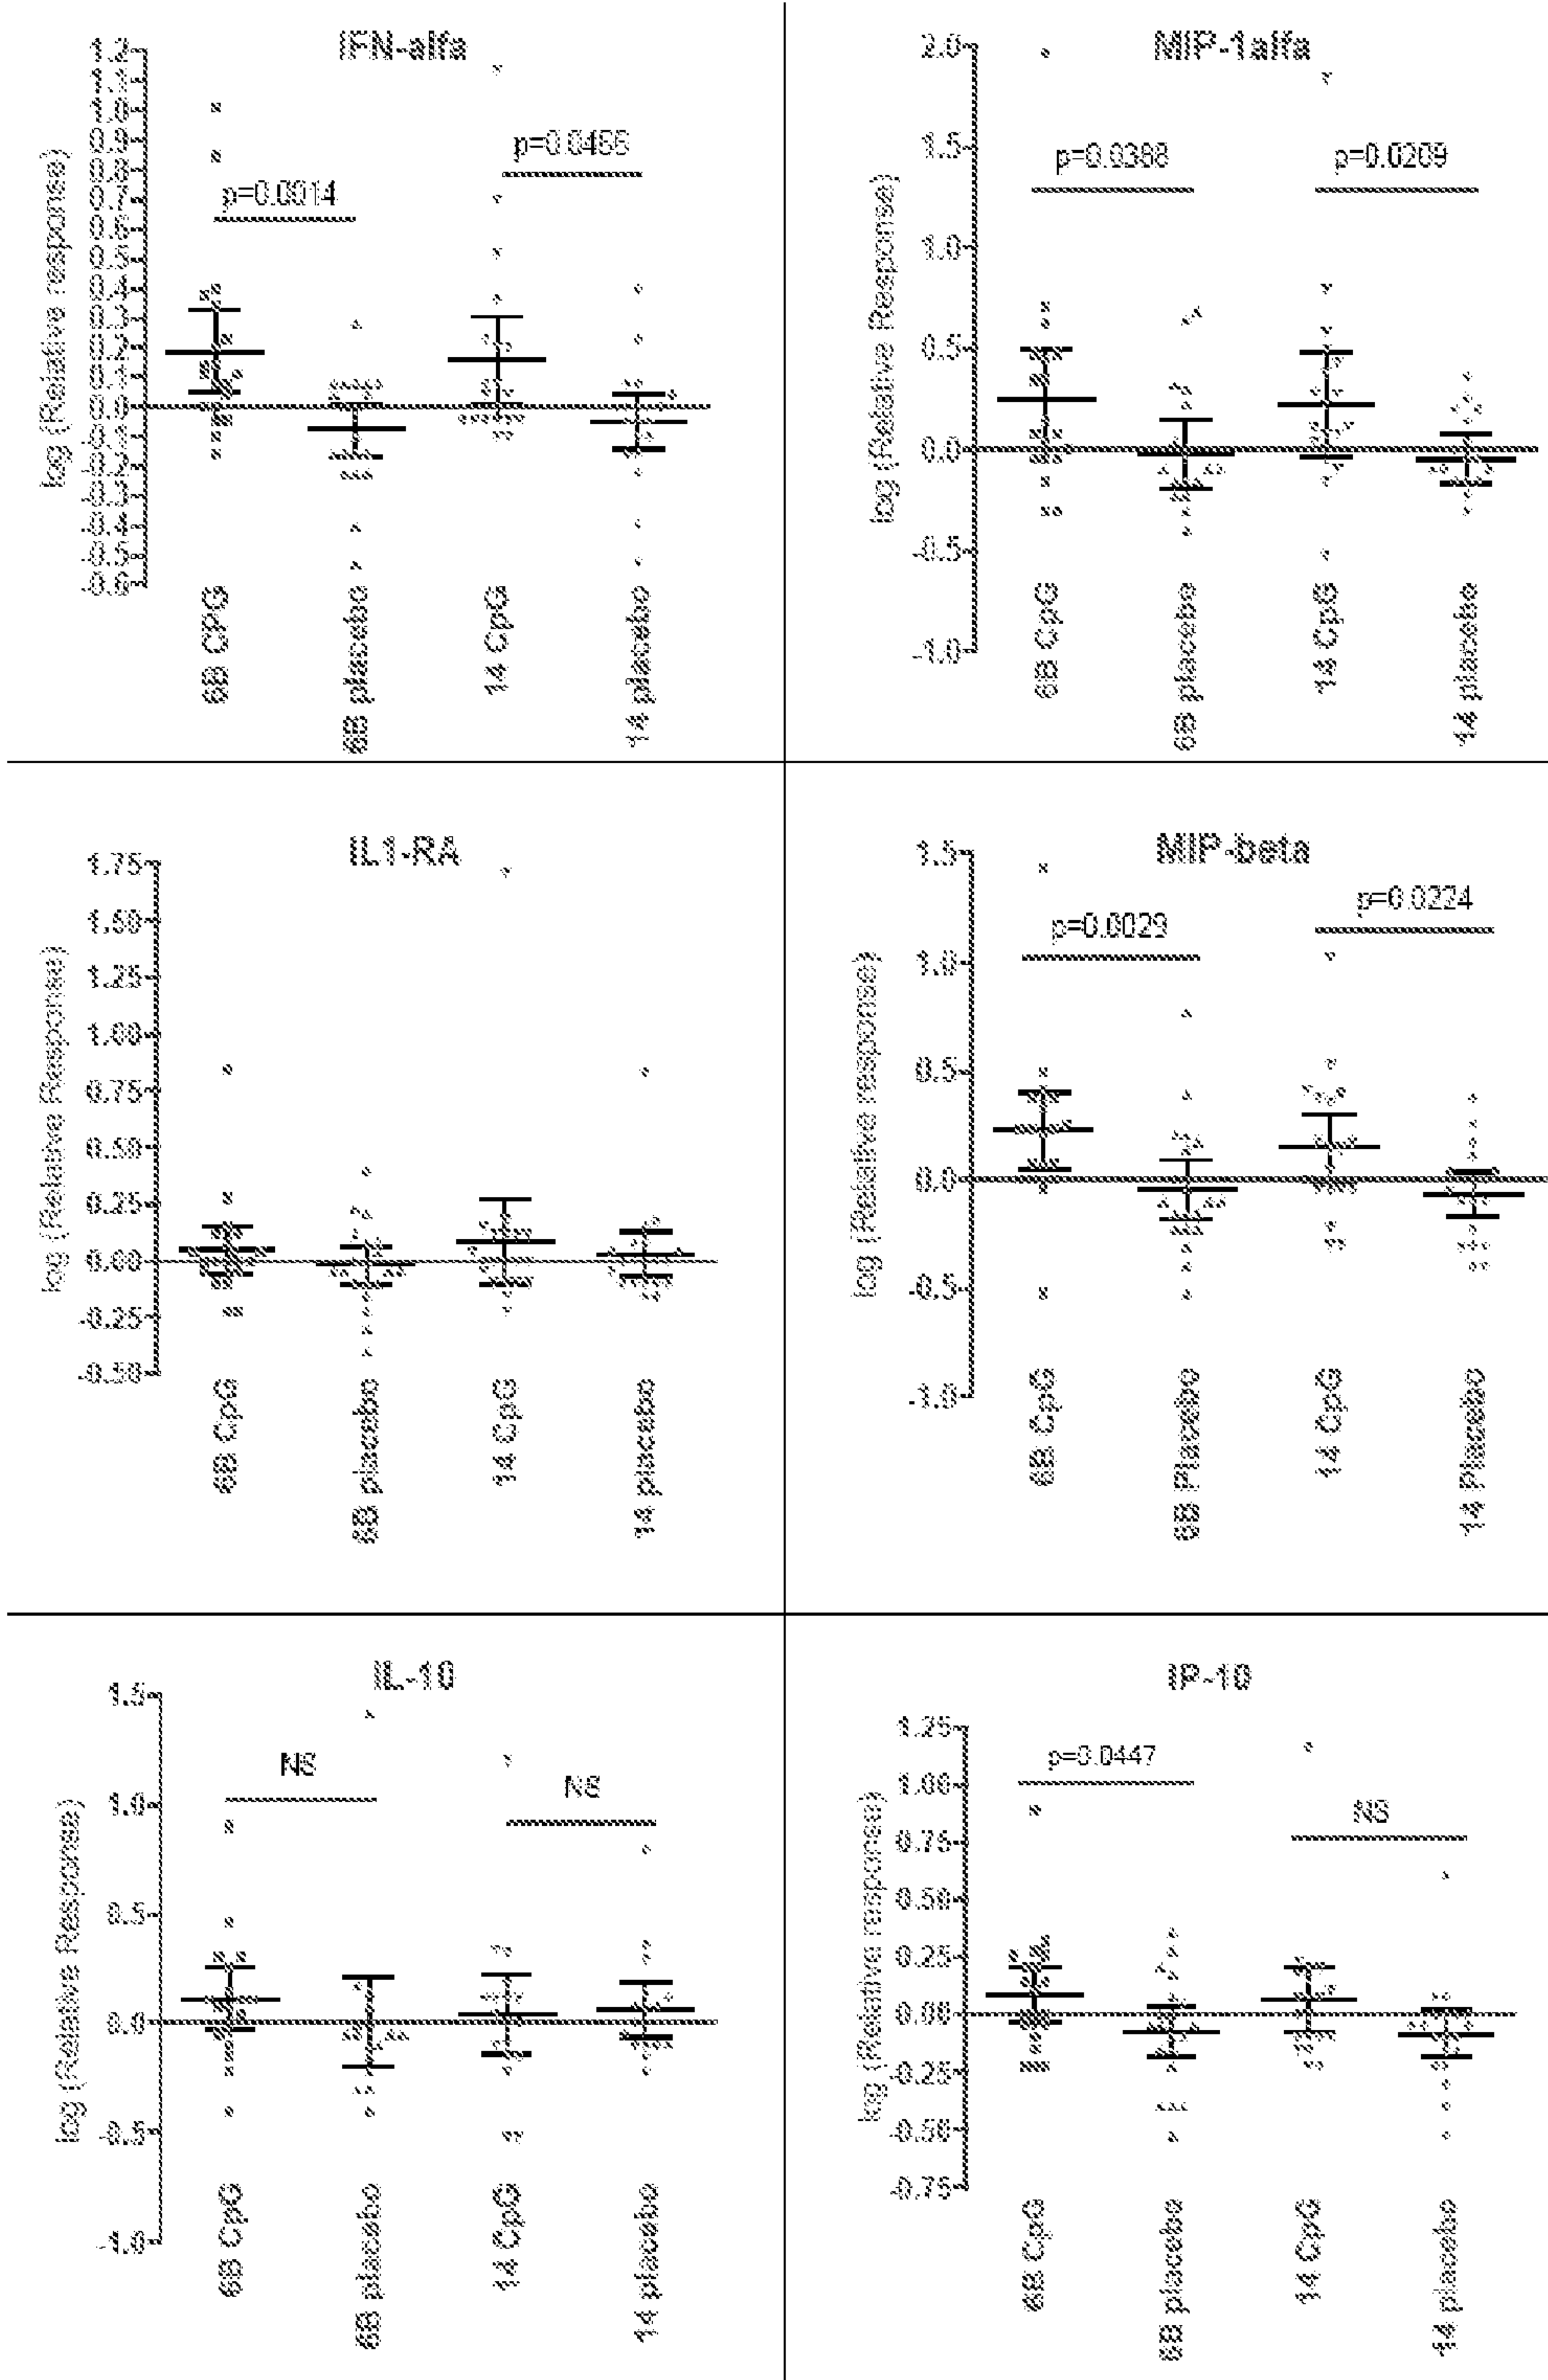 IFN-alfa
log (Relative response)
1.2
1.1
1.0
0.9
0.8
0.7
0.6
0.5
0.4
0.3
0.2
0.1
0.0
-0.1
-0.2
-0.3
-0.4
-0.5
-0.6
p=0.0014
6B CPG
6B placebo
14 CpG
14 placebo
MIP-1alfa
log (Relative Response)
2.0
1.5
1.0
0.5
0.0
-0.5
-1.0
p=0.0388
p=0.0209
6B CpG
6B placebo
14 CpG
14 placebo
IL1-RA
log (Relative Response)
1.75
1.50
1.25
1.00
0.75
0.50
0.25
0.00
-0.25
-0.50
6B CpG
6B placebo
14 CpG
14 placebo
MIP-beta
log (Relative response)
1.5
1.0
0.5
0.0
-0.5
-1.0
p=0.0029
p=0.0224
6B CpG
6B Placebo
14 CpG
14 Placebo
IL-10
log (Relative Response)
1.5
1.0
0.5
0.0
-0.5
-1.0
NS
NS
6B CpG
6B placebo
14 CpG
14 placebo
IP-10
log (Relative response)
1.25
1.00
0.75
0.50
0.25
0.00
-0.25
-0.50
-0.75
p=0.0447
NS
6B CpG
6B placebo
14 CpG
14 placebo